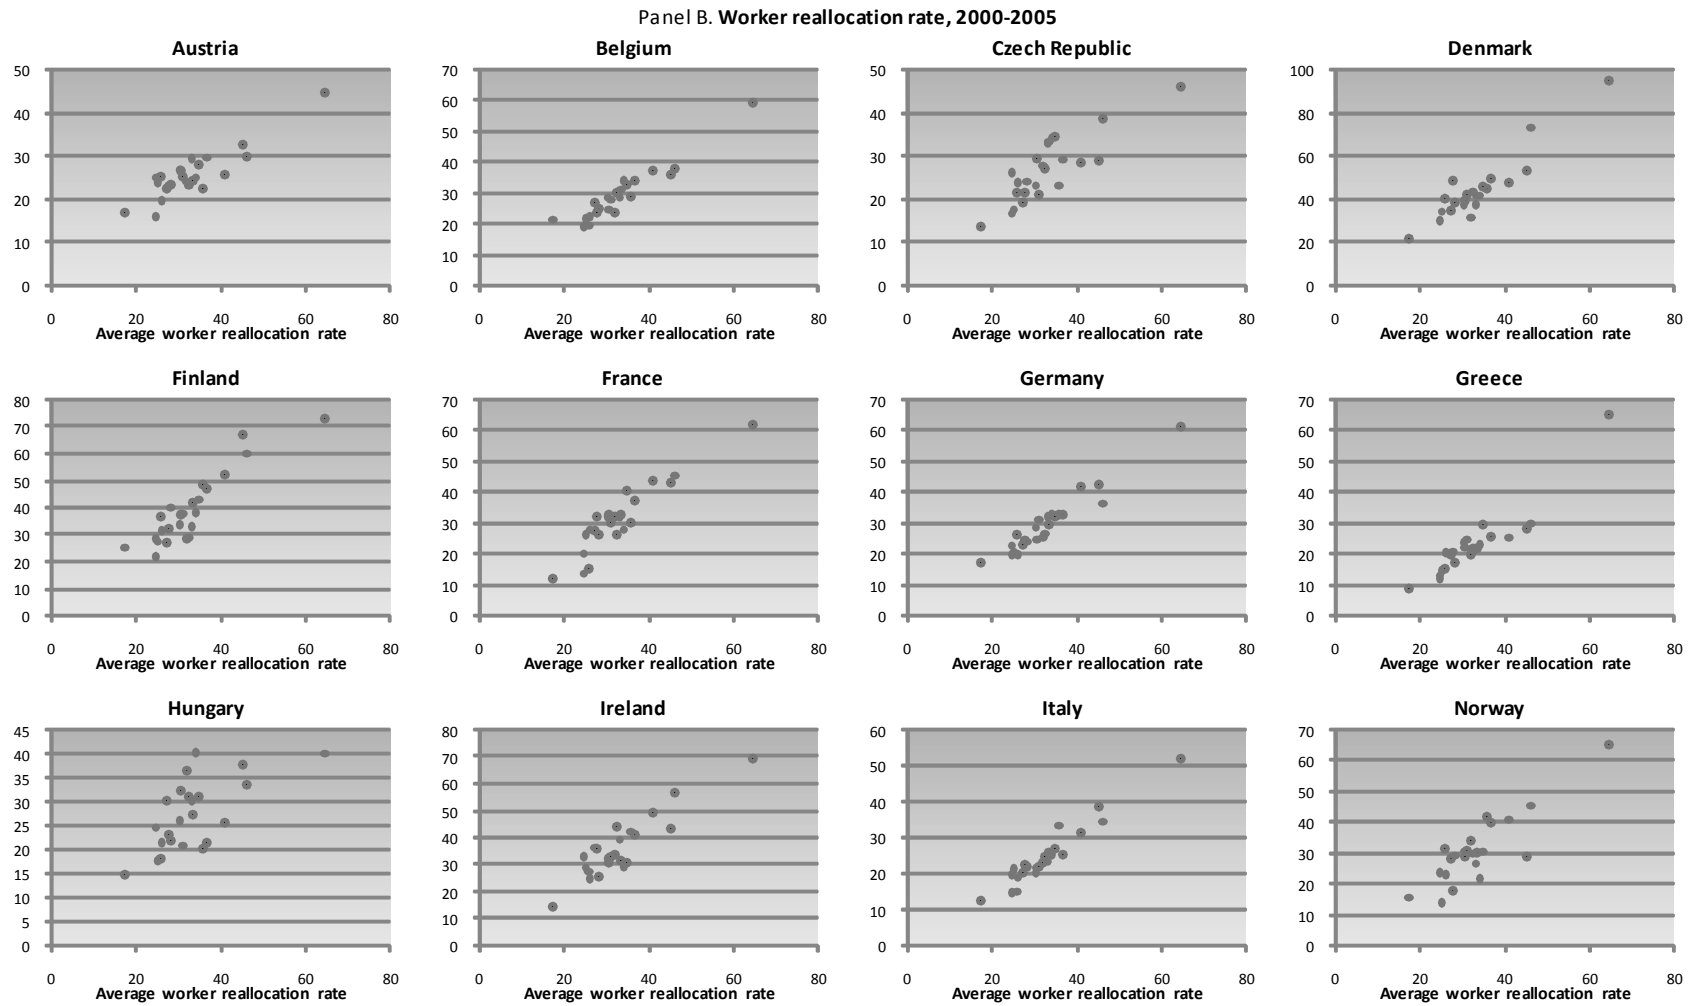 Panel B. Worker reallocation rate, 2000-2005
Austria
50
40
30
20
10
0
0 20 40 60 80
Average worker reallocation rate
Belgium
70
60
50
40
30
20
10
0
0 20 40 60 80
Average worker reallocation rate
Czech Republic
50
40
30
20
10
0
0 20 40 60 80
Average worker reallocation rate
Denmark
100
80
60
40
20
0
0 20 40 60 80
Average worker reallocation rate
Finland
80
70
60
50
40
30
20
10
0
0 20 40 60 80
Average worker reallocation rate
France
70
60
50
40
30
20
10
0
0 20 40 60 80
Average worker reallocation rate
Germany
70
60
50
40
30
20
10
0
0 20 40 60 80
Average worker reallocation rate
Greece
70
60
50
40
30
20
10
0
0 20 40 60 80
Average worker reallocation rate
Hungary
45
40
35
30
25
20
15
10
5
0
0 20 40 60 80
Average worker reallocation rate
Ireland
80
70
60
50
40
30
20
10
0
0 20 40 60 80
Average worker reallocation rate
Italy
60
50
40
30
20
10
0
0 20 40 60 80
Average worker reallocation rate
Norway
70
60
50
40
30
20
10
0
0 20 40 60 80
Average worker reallocation rate